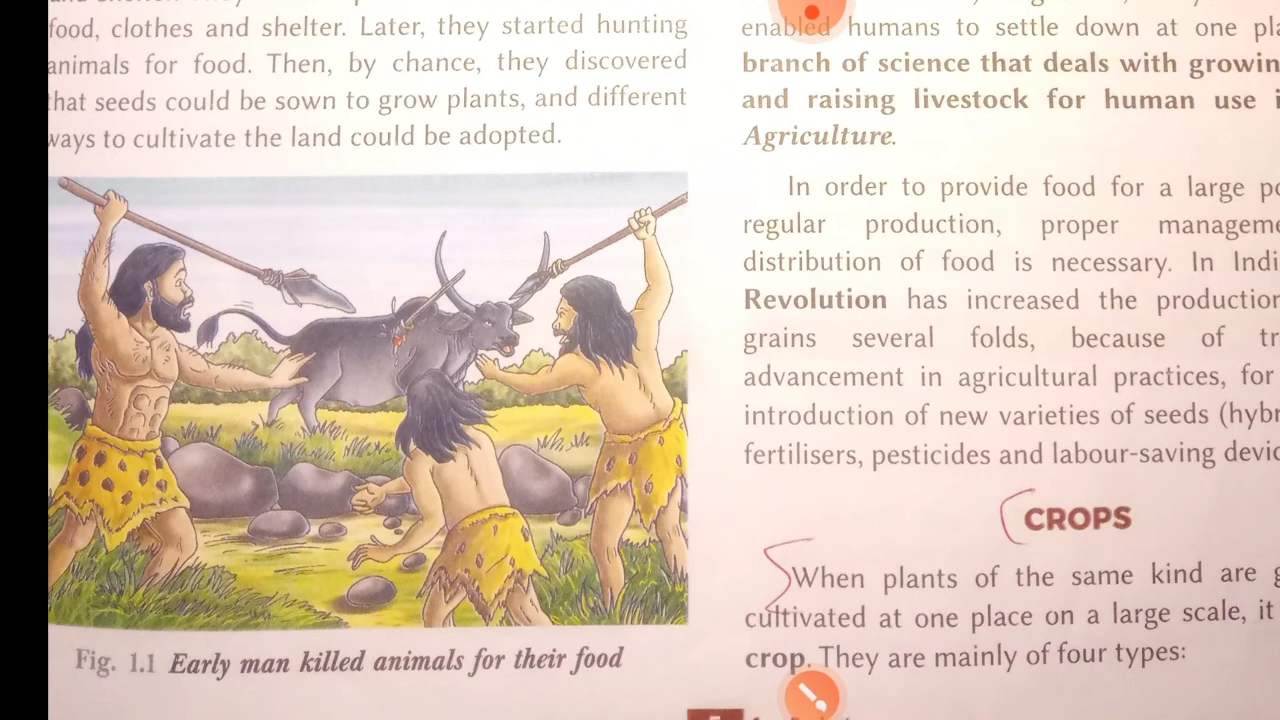 food, clothes and shelter. Later, they started hunting
animals for food. Then, by chance, they discovered
that seeds could be sown to grow plants, and different
ways to cultivate the land could be adopted.
Fig. 1.1 Early man killed animals for their food
enabled humans to settle down at one
branch of science that deals with
and raising livestock for human use
Agriculture.
In order to provide food for a large
regular production, proper
distribution of food is necessary. In
Revolution has increased the production
grains several folds, because of
advancement in agricultural practices, for
introduction of new varieties of seeds
fertilisers, pesticides and labour-saving
CROPS
When plants of the same kind are
cultivated at one place on a large scale, it
crop. They are mainly of four types: